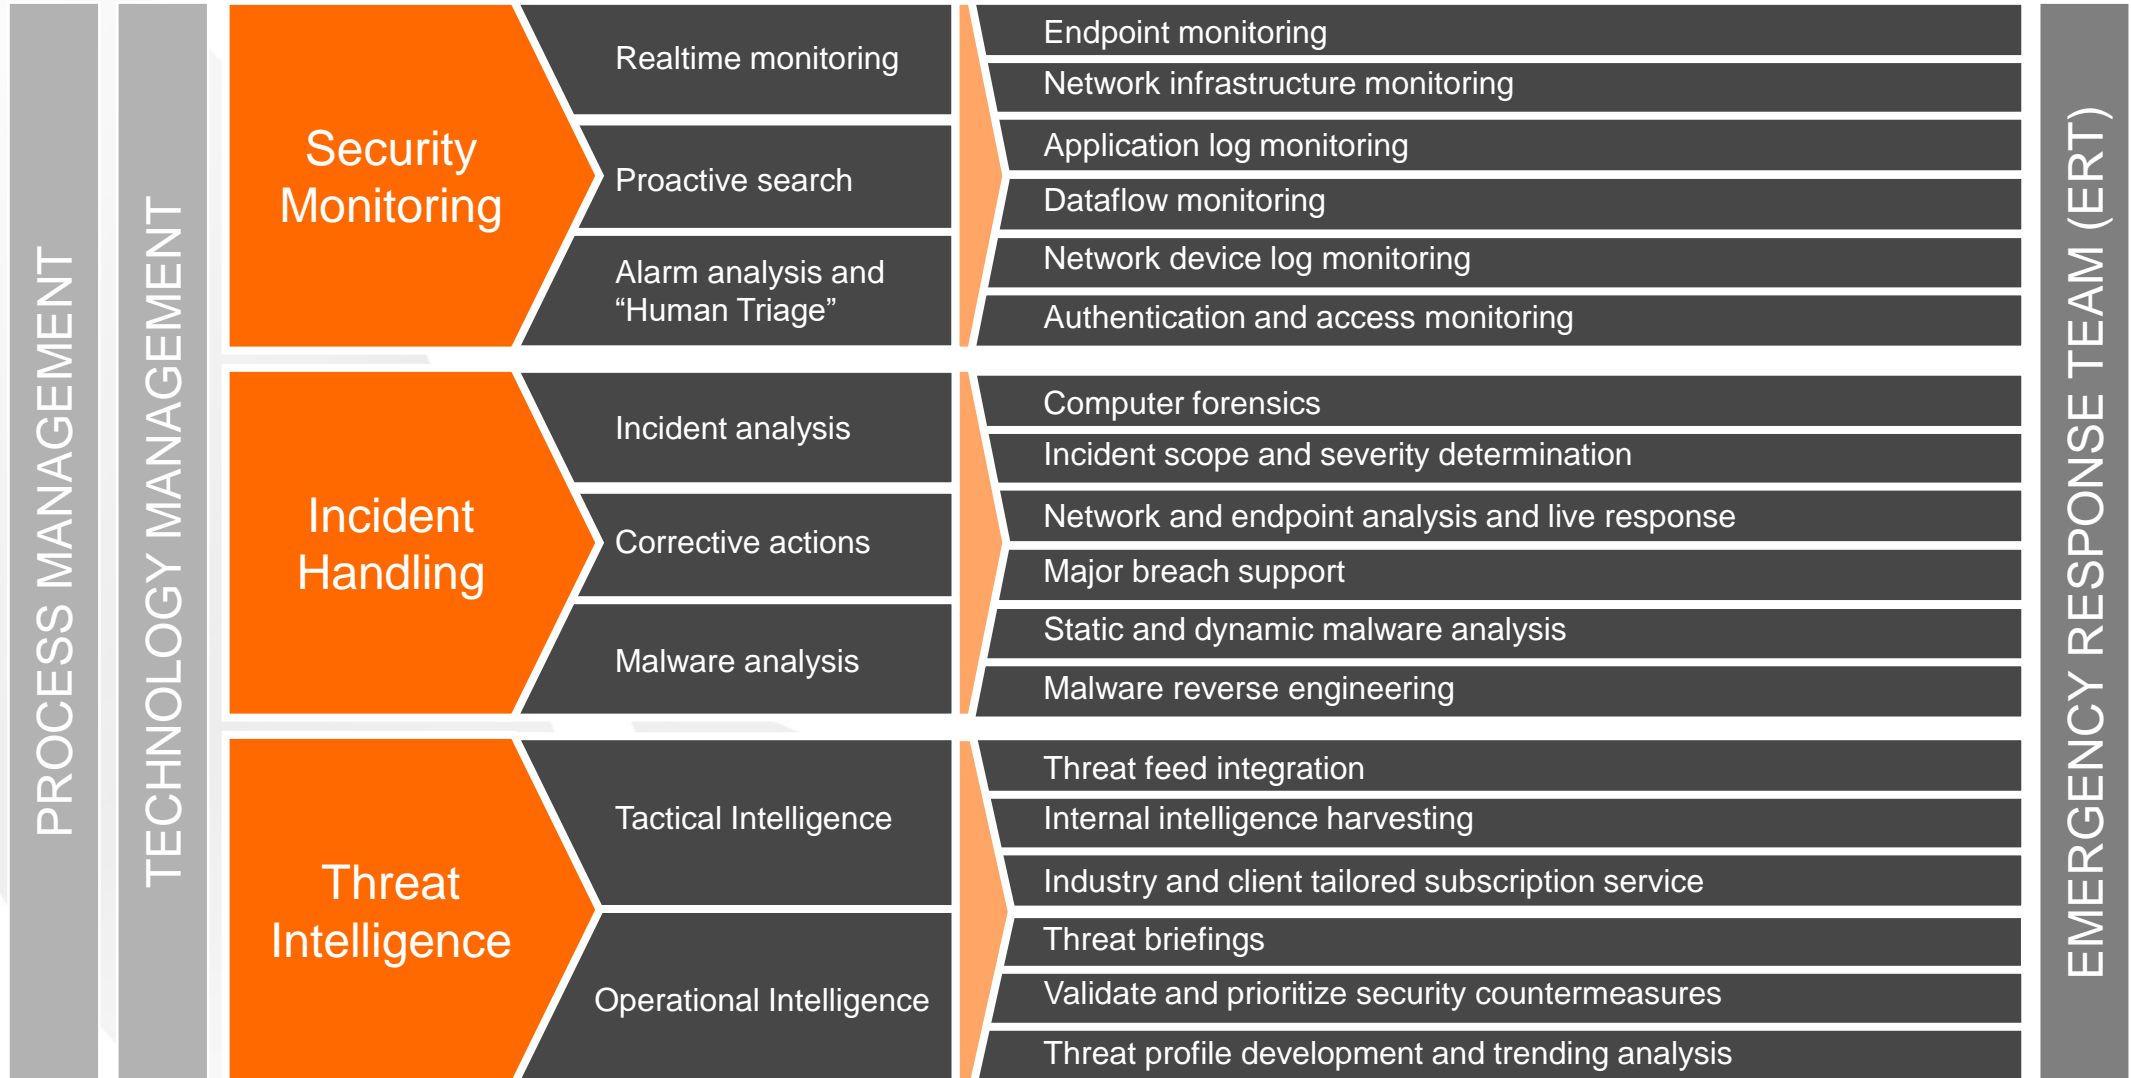 PROCESS MANAGEMENT
TECHNOLOGY MANAGEMENT
Security
Monitoring
Realtime monitoring
Proactive search
Alarm analysis and
“Human Triage”
Endpoint monitoring
Network infrastructure monitoring
Application log monitoring
Dataflow monitoring
Network device log monitoring
Authentication and access monitoring
Incident
Handling
Incident analysis
Corrective actions
Malware analysis
Computer forensics
Incident scope and severity determination
Network and endpoint analysis and live response
Major breach support
Static and dynamic malware analysis
Malware reverse engineering
Threat
Intelligence
Tactical Intelligence
Operational Intelligence
Threat feed integration
Internal intelligence harvesting
Industry and client tailored subscription service
Threat briefings
Validate and prioritize security countermeasures
Threat profile development and trending analysis
EMERGENCY RESPONSE TEAM (ERT)